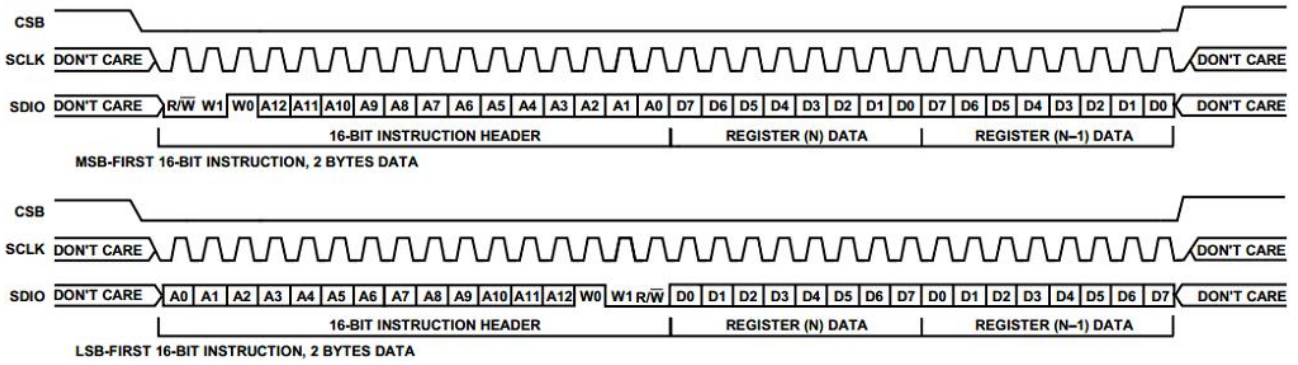 CSB
SCLK DON'T CARE DON'T CARE
SDIO DON'T CARE R/W̅ W1 W0 A12 A11 A10 A9 A8 A7 A6 A5 A4 A3 A2 A1 A0 D7 D6 D5 D4 D3 D2 D1 D0 D7 D6 D5 D4 D3 D2 D1 D0 DON'T CARE
16-BIT INSTRUCTION HEADER REGISTER (N) DATA REGISTER (N–1) DATA
MSB-FIRST 16-BIT INSTRUCTION, 2 BYTES DATA
CSB
SCLK DON'T CARE DON'T CARE
SDIO DON'T CARE A0 A1 A2 A3 A4 A5 A6 A7 A8 A9 A10 A11 A12 W0 W1 R/W̅ D0 D1 D2 D3 D4 D5 D6 D7 D0 D1 D2 D3 D4 D5 D6 D7 DON'T CARE
16-BIT INSTRUCTION HEADER REGISTER (N) DATA REGISTER (N–1) DATA
LSB-FIRST 16-BIT INSTRUCTION, 2 BYTES DATA